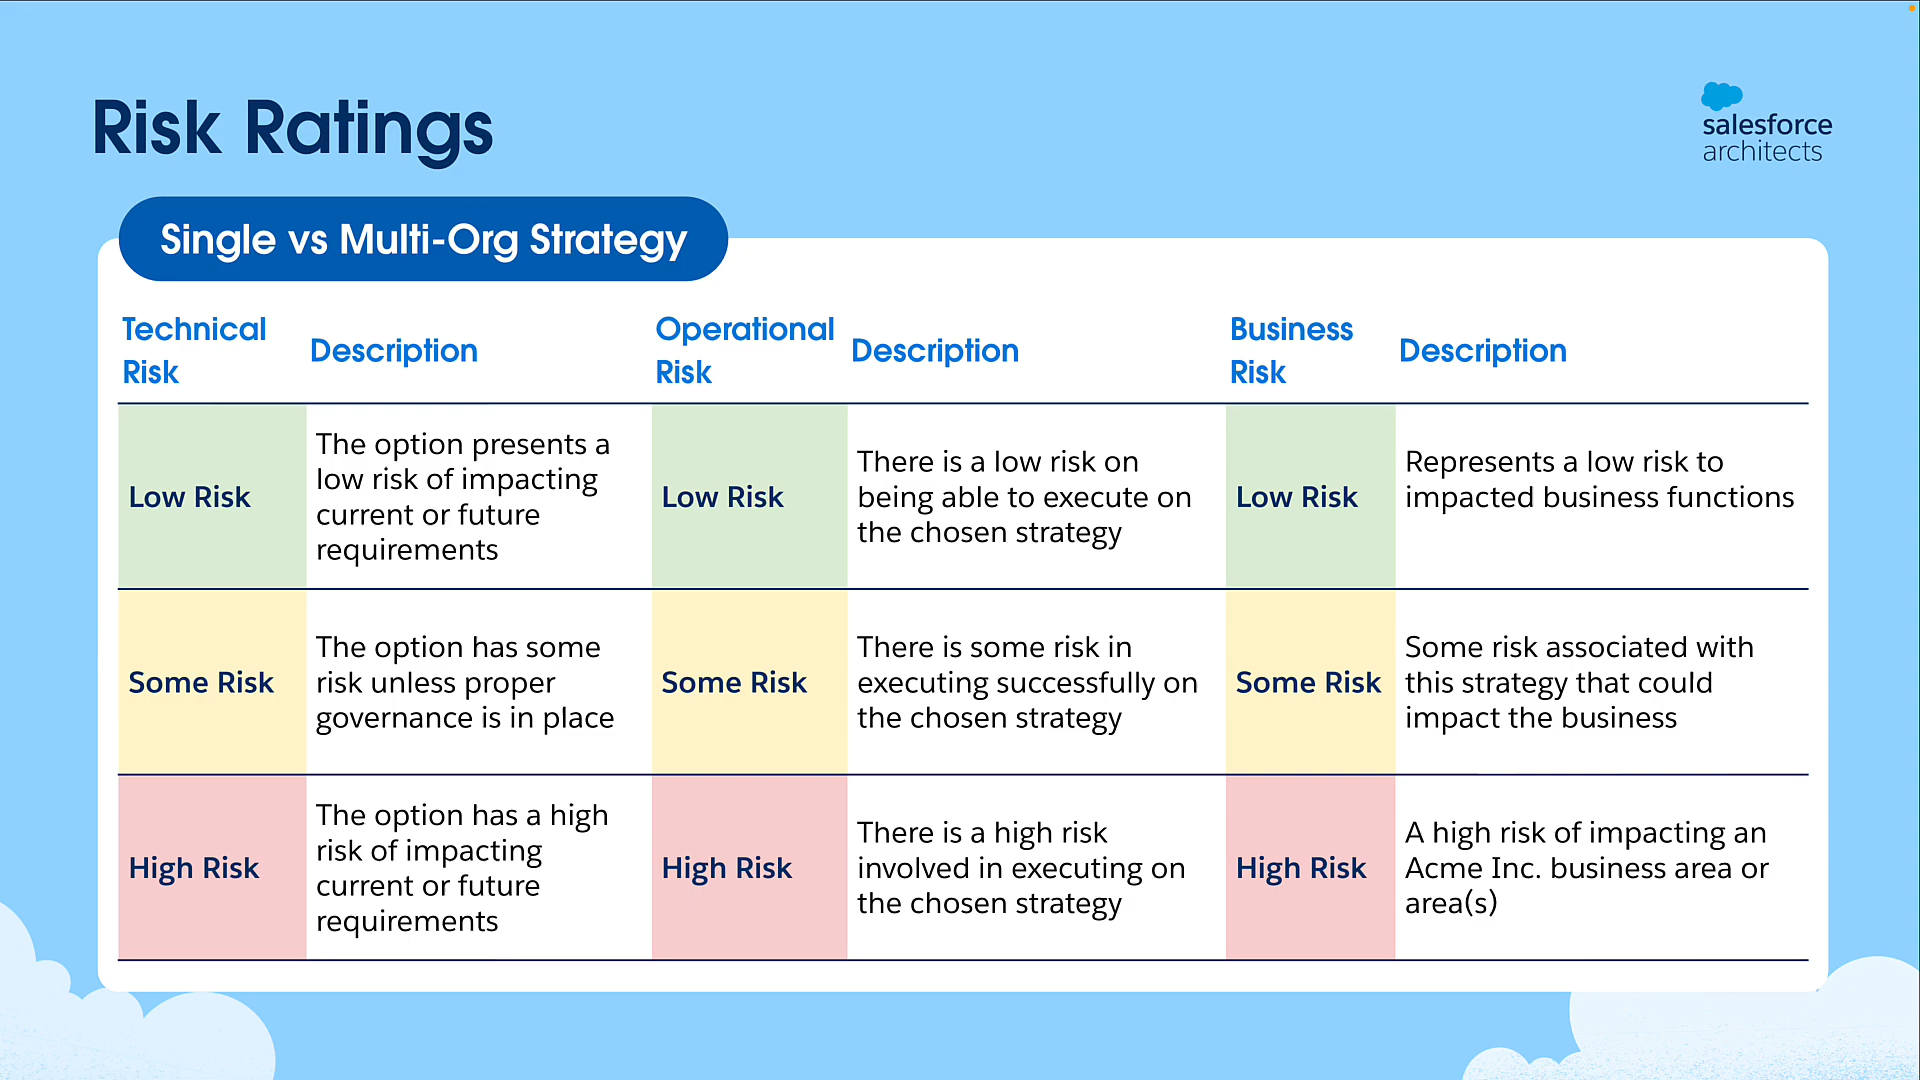 Risk Ratings
salesforce
architects
Single vs Multi-Org Strategy
Technical
Risk
Description
Operational
Risk
Description
Business
Risk
Description
Low Risk
The option presents a
low risk of impacting
current or future
requirements
Low Risk
There is a low risk on
being able to execute on
the chosen strategy
Low Risk
Represents a low risk to
impacted business functions
Some Risk
The option has some
risk unless proper
governance is in place
Some Risk
There is some risk in
executing successfully on
the chosen strategy
Some Risk
Some risk associated with
this strategy that could
impact the business
High Risk
The option has a high
risk of impacting
current or future
requirements
High Risk
There is a high risk
involved in executing on
the chosen strategy
High Risk
A high risk of impacting an
Acme Inc. business area or
area(s)